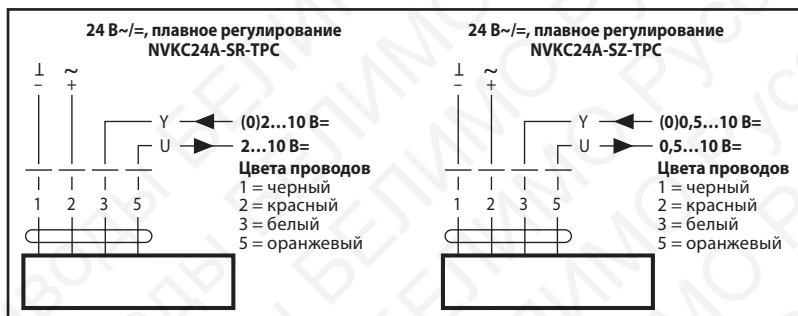 24 В~/=, плавное регулирование
NVKC24A-SR-TPC
⊥ ~
– +
Y (0)2...10 В=
U 2...10 В=
Цвета проводов
1 = черный
2 = красный
3 = белый
5 = оранжевый
1 2 3 5
24 В~/=, плавное регулирование
NVKC24A-SZ-TPC
⊥ ~
– +
Y (0)0,5...10 В=
U 0,5...10 В=
Цвета проводов
1 = черный
2 = красный
3 = белый
5 = оранжевый
1 2 3 5